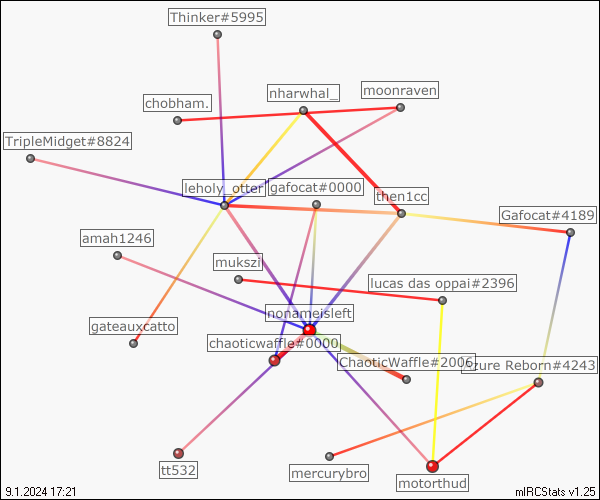 Thinker#5995
nharwhal_
moonraven
chobham.
TripleMidget#8824
leholy_otter
gafocat#0000
then1cc
Gafocat#4189
amah1246
mukszi
lucas das oppai#2396
nonameisleft
gateauxcatto
chaoticwaffle#0000
ChaoticWaffle#2006
Reborn#4243
tt532
mercurybro
motorthud
9.1.2024 17:21
mIRCStats v1.25